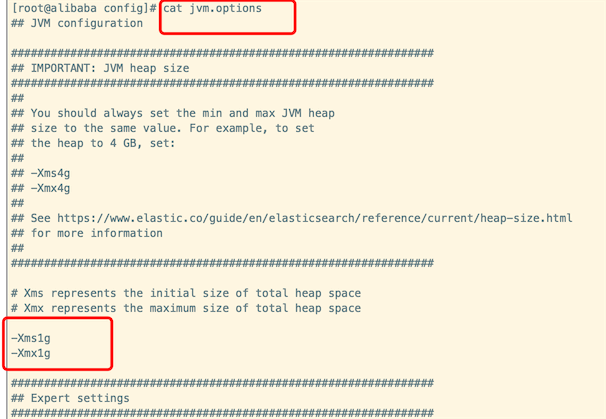 [root@alibaba config]# cat jvm.options
## JVM configuration
################################################################
## IMPORTANT: JVM heap size
################################################################
##
## You should always set the min and max JVM heap
## size to the same value. For example, to set
## the heap to 4 GB, set:
##
## -Xms4g
## -Xmx4g
##
## See https://www.elastic.co/guide/en/elasticsearch/reference/current/heap-size.html
## for more information
##
################################################################
# Xms represents the initial size of total heap space
# Xmx represents the maximum size of total heap space
-Xms1g
-Xmx1g
################################################################
## Expert settings
################################################################